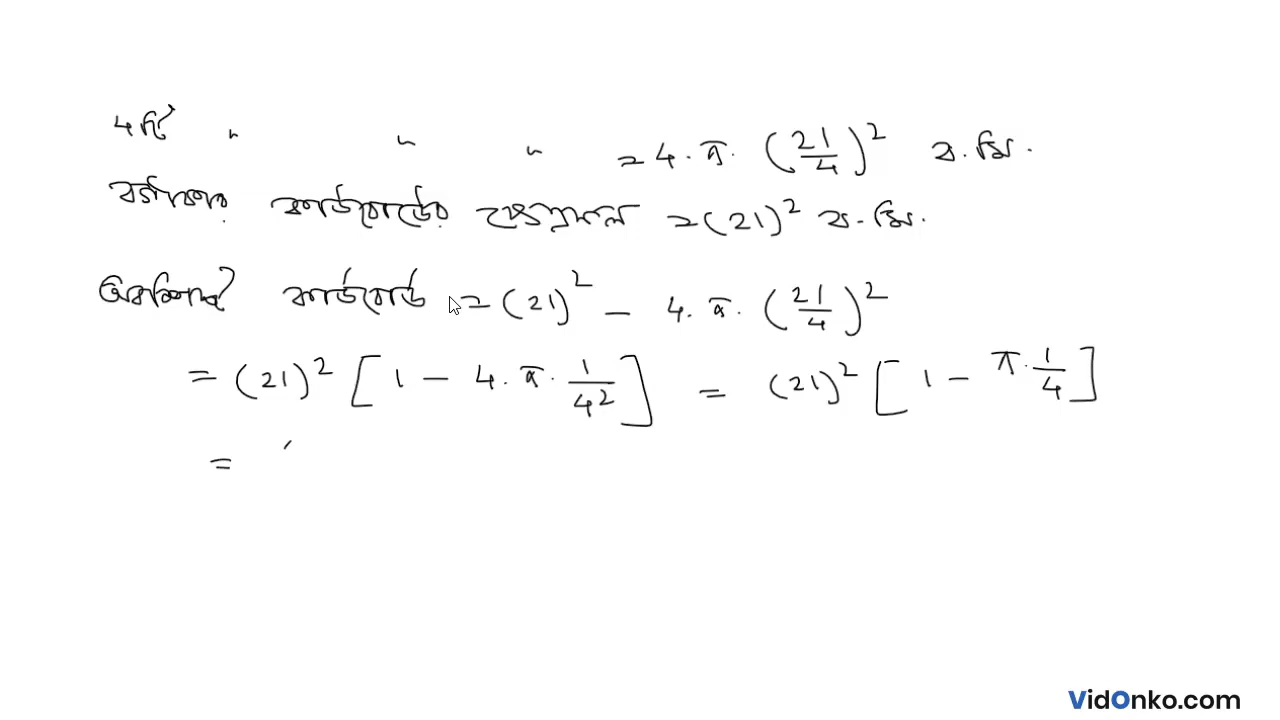 4টি " " " = 4.π.(21/4)² ব.মি.
বর্গাকার কার্ডবোর্ডের ক্ষেত্রফল = (21)² ব.মি.
অবশিষ্ট কার্ডবোর্ড = (21)² - 4.π.(21/4)²
= (21)² [1 - 4.π.1/4²] = (21)² [1 - π.1/4]
=
VidOnko.com